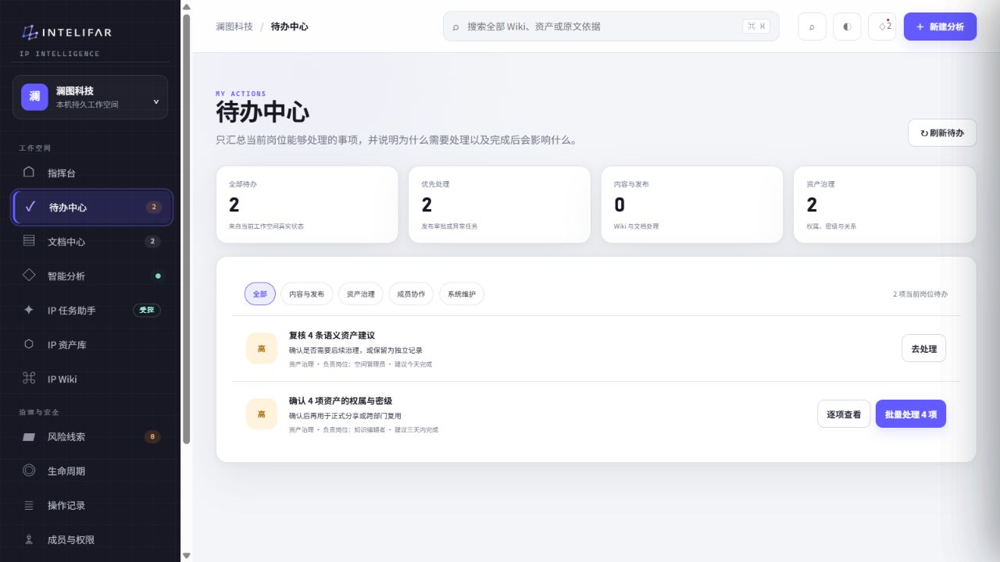 INTELIFAR
IP INTELLIGENCE
澜
澜图科技
本机持久工作空间
工作空间
指挥台
待办中心
2
文档中心
2
智能分析
IP 任务助手
受控
IP 资产库
IP Wiki
治理与安全
风险线索
0
生命周期
操作记录
成员与权限
澜图科技 / 待办中心
搜索全部 Wiki、资产或原文依据
⌘ K
2
+ 新建分析
MY ACTIONS
待办中心
只汇总当前岗位能够处理的事项，并说明为什么需要处理以及完成后会影响什么。
↻ 刷新待办
全部待办
2
来自当前工作空间真实状态
优先处理
2
发布审批或异常任务
内容与发布
0
Wiki 与文档处理
资产治理
2
权属、密级与关系
全部
内容与发布
资产治理
成员协作
系统维护
2 项当前岗位待办
高
复核 4 条语义资产建议
确认是否需要后续治理，或保留为独立记录
资产治理 · 负责岗位：空间管理员 · 建议今天完成
去处理
高
确认 4 项资产的权属与密级
确认后再用于正式分享或跨部门复用
资产治理 · 负责岗位：知识编辑者 · 建议三天内完成
逐项查看
批量处理 4 项